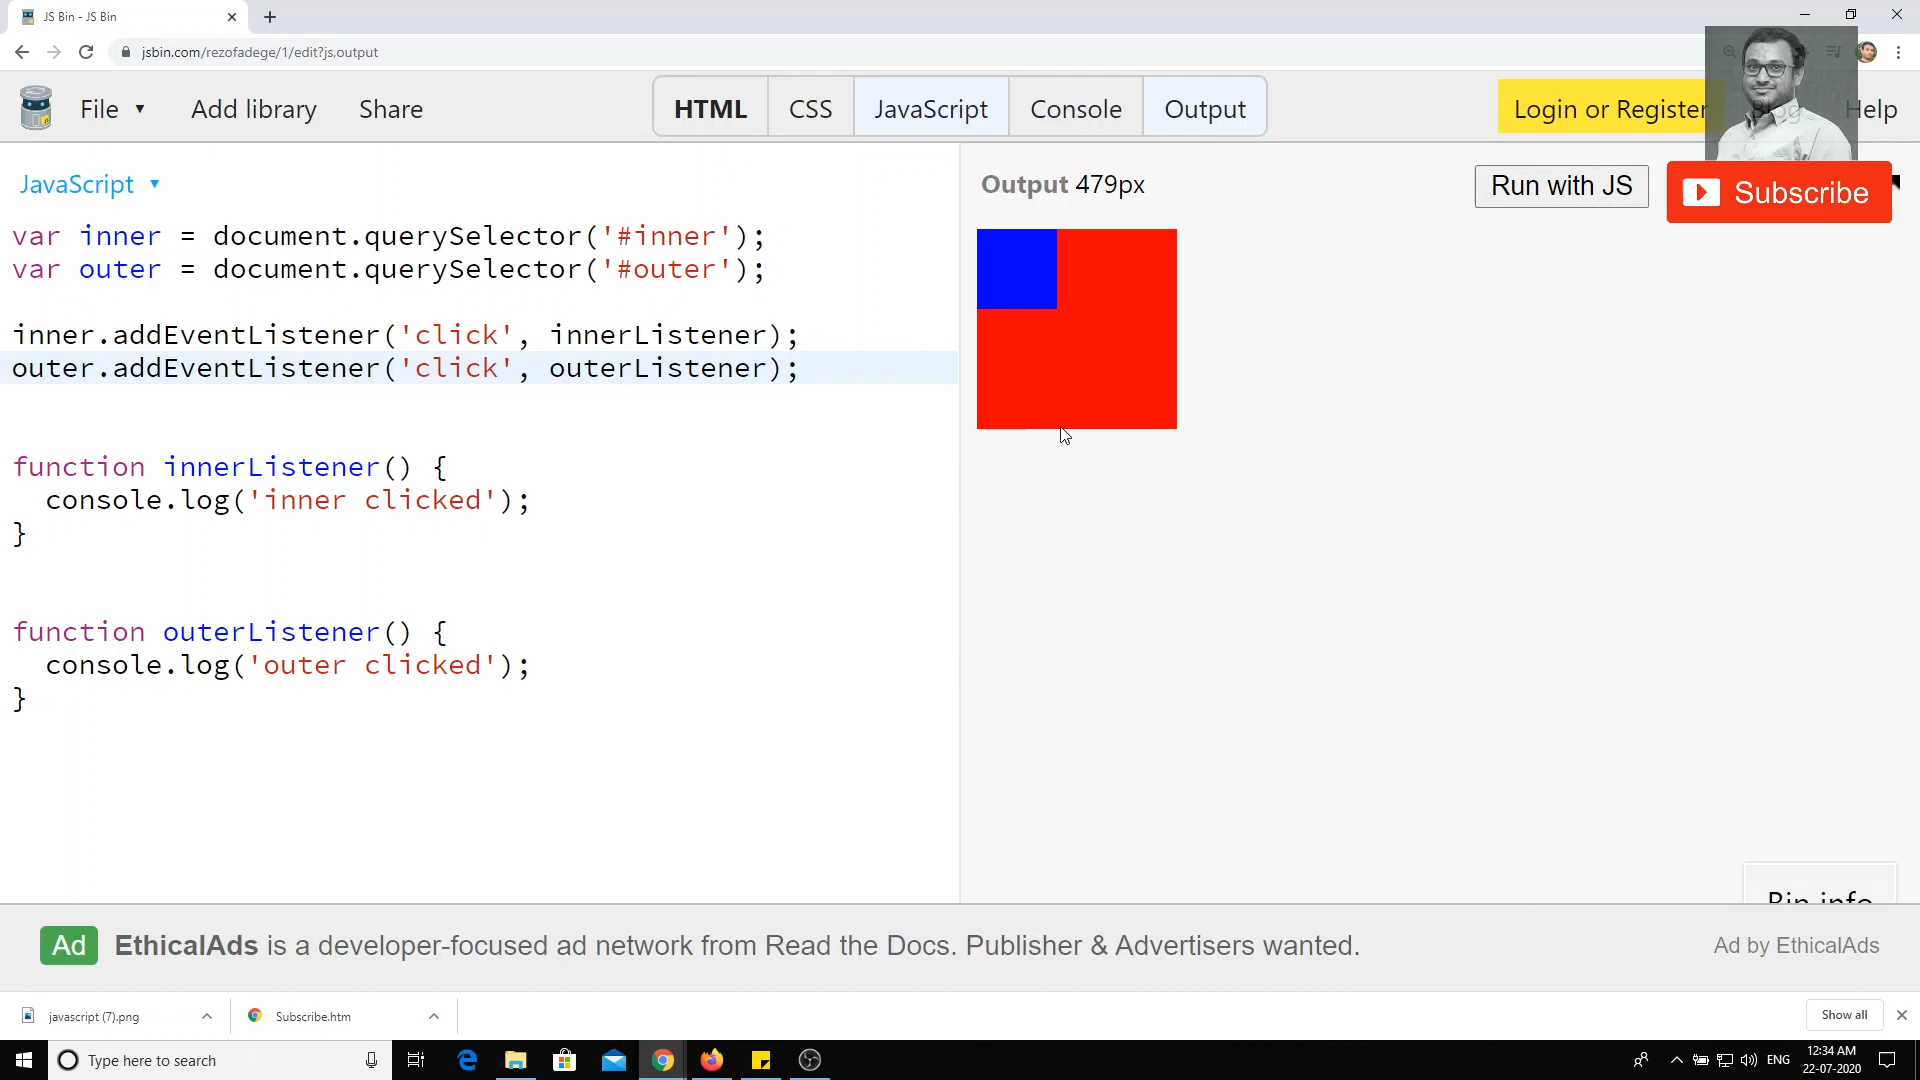 JS Bin - JS Bin
jsbin.com/rezofadege/1/edit?js,output
File Add library Share HTML CSS JavaScript Console Output Login or Register Blog Help
JavaScript
Output 479px
Run with JS
Subscribe
var inner = document.querySelector('#inner');
var outer = document.querySelector('#outer');
inner.addEventListener('click', innerListener);
outer.addEventListener('click', outerListener);
function innerListener() {
console.log('inner clicked');
}
function outerListener() {
console.log('outer clicked');
}
Bin info
Ad EthicalAds is a developer-focused ad network from Read the Docs. Publisher & Advertisers wanted. Ad by EthicalAds
javascript (7).png
Subscribe.htm
Show all
Type here to search
ENG
12:34 AM
22-07-2020